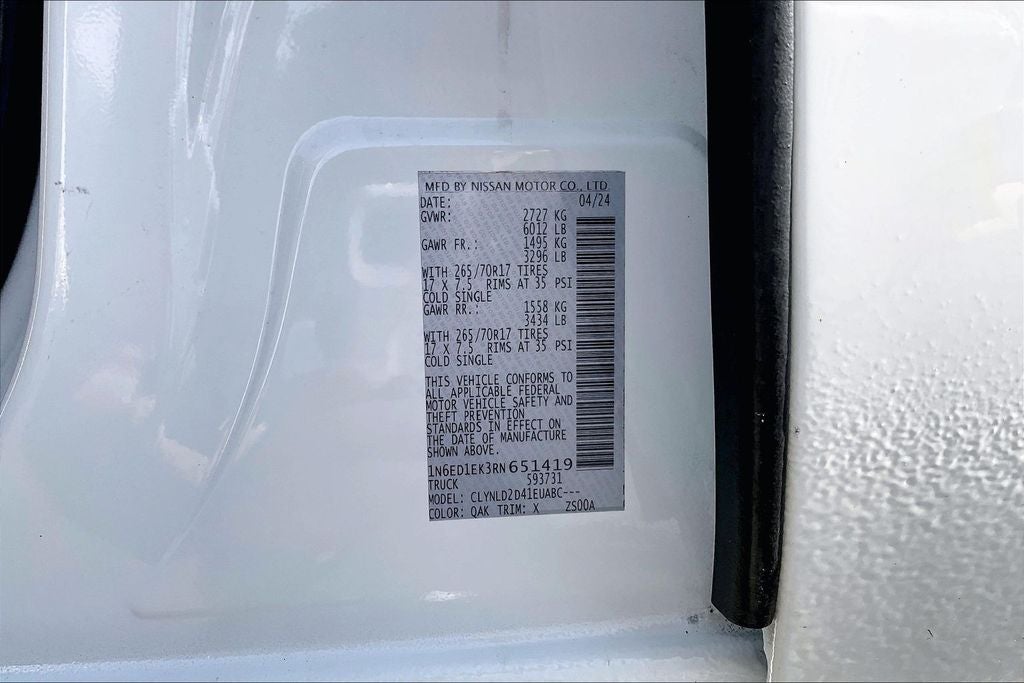 MFD BY NISSAN MOTOR CO., LTD
DATE: 04/24
GVWR: 2727 KG
6012 LB
GAWR FR.: 1495 KG
3296 LB
WITH 265/70R17 TIRES
17 X 7.5 RIMS AT 35 PSI
COLD SINGLE
GAWR RR.: 1558 KG
3434 LB
WITH 265/70R17 TIRES
17 X 7.5 RIMS AT 35 PSI
COLD SINGLE
THIS VEHICLE CONFORMS TO
ALL APPLICABLE FEDERAL
MOTOR VEHICLE SAFETY AND
THEFT PREVENTION
STANDARDS IN EFFECT ON
THE DATE OF MANUFACTURE
SHOWN ABOVE.
1N6ED1EK3RN651419
TRUCK 593731
MODEL: CLYNLD2D41EUABC---
COLOR: QAK TRIM: X ZS00A